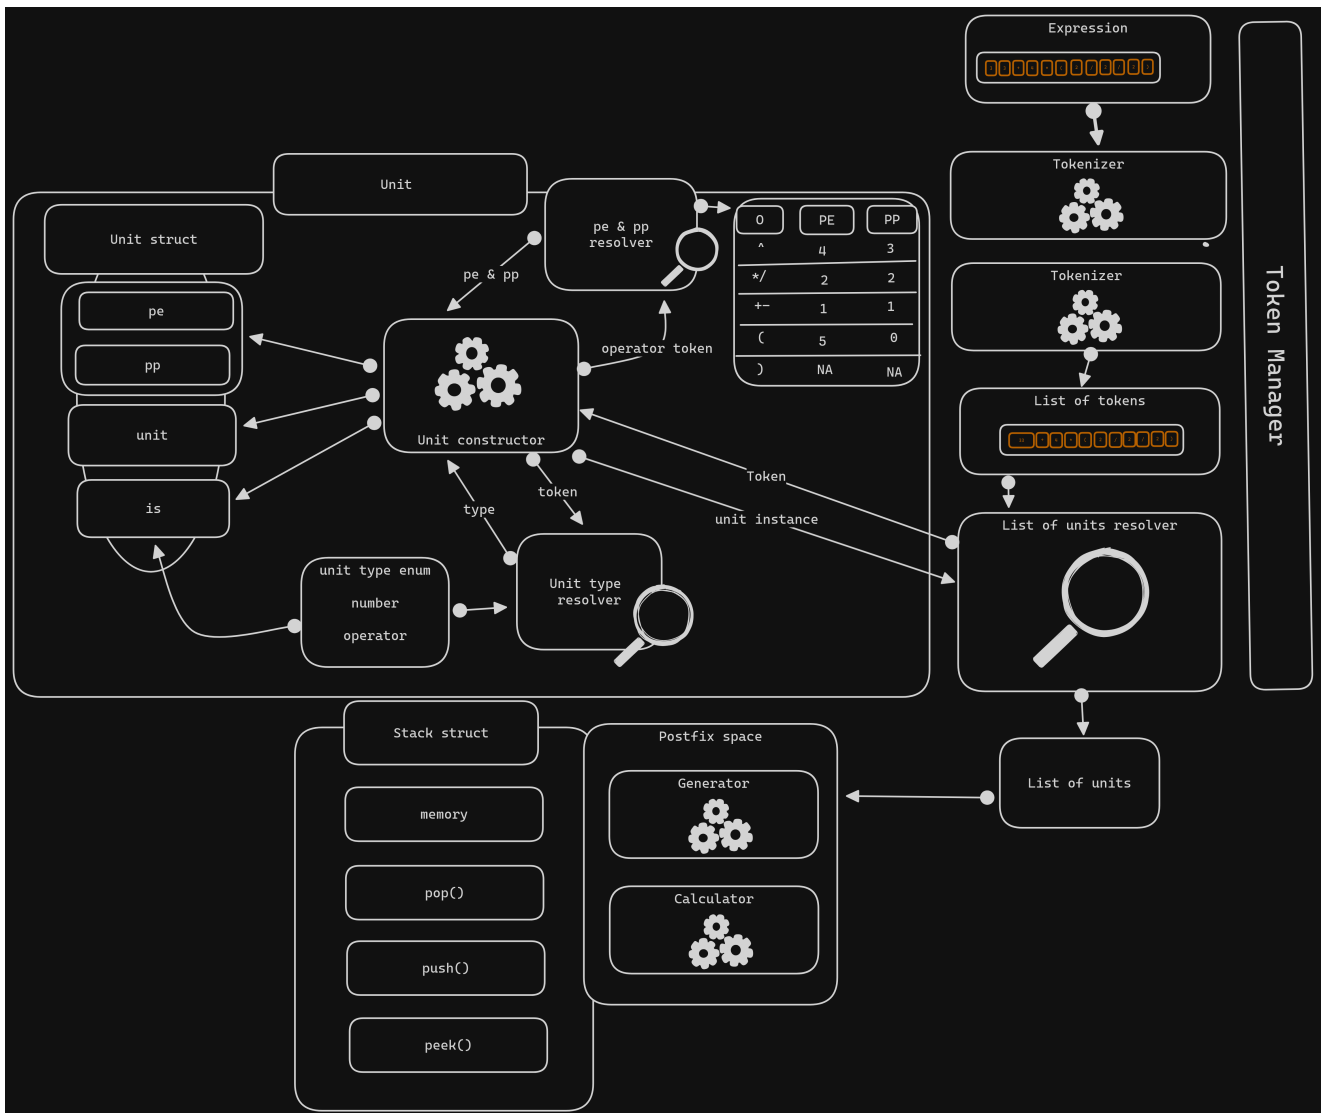 Expression
Tokenizer
Tokenizer
List of tokens
List of units resolver
List of units
Token Manager
Unit
Unit struct
pe
pp
unit
is
pe & pp
resolver
pe & pp
operator token
Unit constructor
O PE PP
^ 4 3
*/ 2 2
+- 1 1
( 5 0
) NA NA
Token
unit instance
token
type
Unit type
resolver
unit type enum
number
operator
Stack struct
memory
pop()
push()
peek()
Postfix space
Generator
Calculator